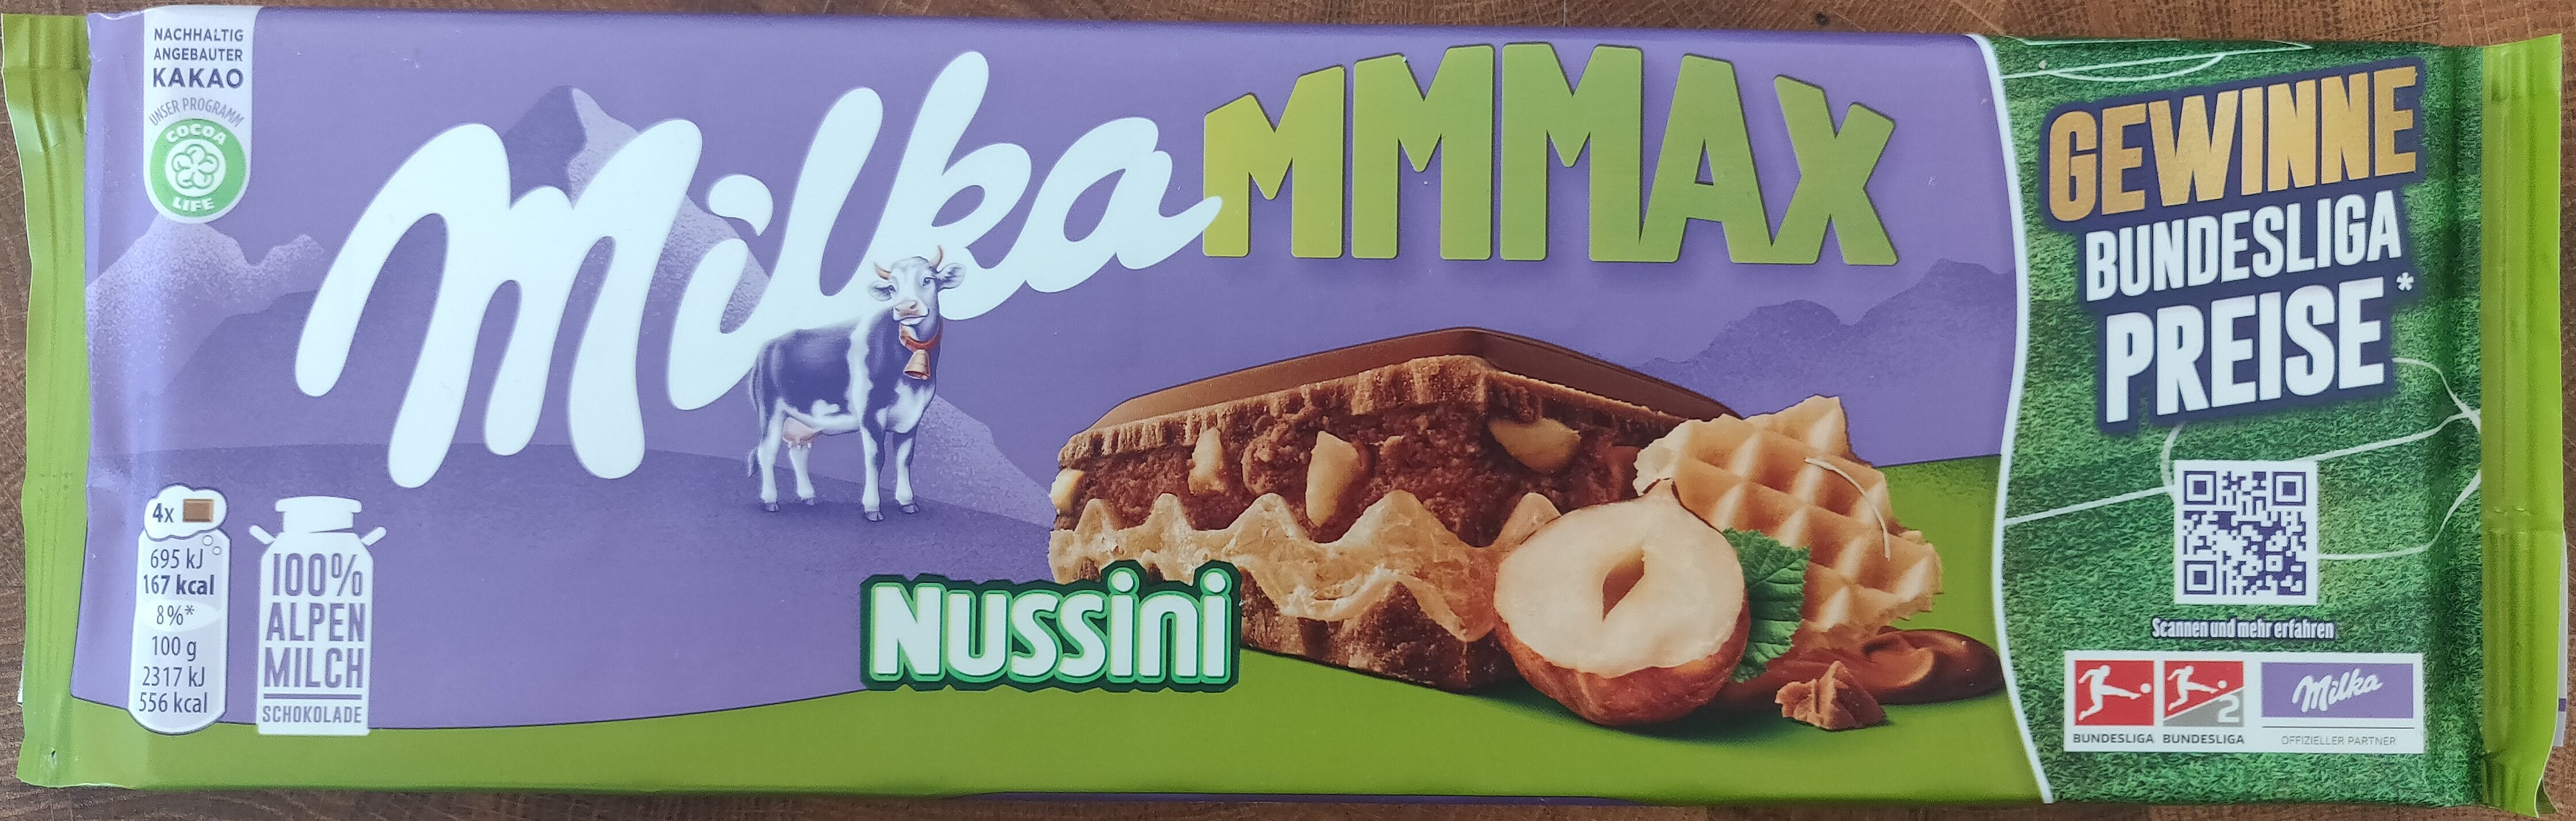 NACHHALTIG
ANGEBAUTER
KAKAO
UNSER PROGRAMM
COCOA
LIFE
Milka MMMAX
4x
695 kJ
167 kcal
8%*
100 g
2317 kJ
556 kcal
100%
ALPEN
MILCH
SCHOKOLADE
Nussini
GEWINNE
BUNDESLIGA
PREISE*
Scannen und mehr erfahren
2
Milka
BUNDESLIGA BUNDESLIGA OFFIZIELLER PARTNER